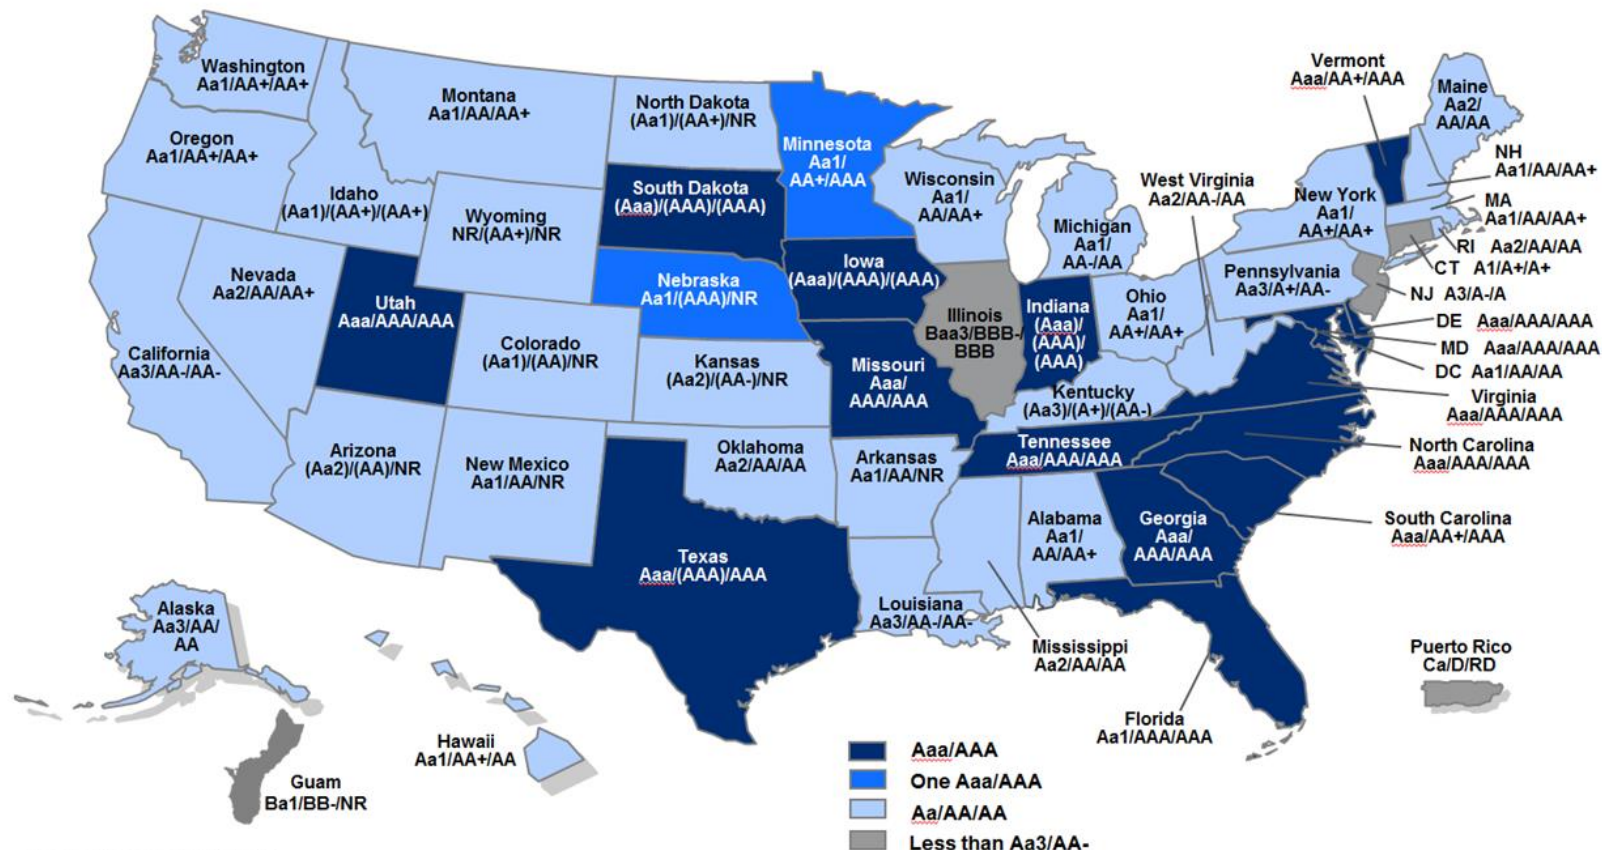 Washington
Aa1/AA+/AA+
Oregon
Aa1/AA+/AA+
California
Aa3/AA-/AA-
Nevada
Aa2/AA/AA+
Idaho
(Aa1)/(AA+)/(AA+)
Montana
Aa1/AA/AA+
Wyoming
NR/(AA+)/NR
Utah
Aaa/AAA/AAA
Colorado
(Aa1)/(AA)/NR
Arizona
(Aa2)/(AA)/NR
New Mexico
Aa1/AA/NR
North Dakota
(Aa1)/(AA+)/NR
South Dakota
(Aaa)/(AAA)/(AAA)
Nebraska
Aa1/(AAA)/NR
Kansas
(Aa2)/(AA-)/NR
Oklahoma
Aa2/AA/AA
Texas
Aaa/(AAA)/AAA
Minnesota
Aa1/
AA+/AAA
Iowa
(Aaa)/(AAA)/(AAA)
Missouri
Aaa/
AAA/AAA
Arkansas
Aa1/AA/NR
Louisiana
Aa3/AA-/AA-
Wisconsin
Aa1/
AA/AA+
Illinois
Baa3/BBB-/
BBB
Michigan
Aa1/
AA-/AA
Indiana
(Aaa)/
(AAA)/
(AAA)
Ohio
Aa1/
AA+/AA+
Kentucky
(Aa3)/(A+)/(AA-)
Tennessee
Aaa/AAA/AAA
Mississippi
Aa2/AA/AA
Alabama
Aa1/
AA/AA+
Georgia
Aaa/
AAA/AAA
Florida
Aa1/AAA/AAA
South Carolina
Aaa/AA+/AAA
North Carolina
Aaa/AAA/AAA
Virginia
Aaa/AAA/AAA
West Virginia
Aa2/AA-/AA
Pennsylvania
Aa3/A+/AA-
New York
Aa1/
AA+/AA+
Vermont
Aaa/AA+/AAA
Maine
Aa2/
AA/AA
NH
Aa1/AA/AA+
MA
Aa1/AA/AA+
RI Aa2/AA/AA
CT A1/A+/A+
NJ A3/A-/A
DE Aaa/AAA/AAA
MD Aaa/AAA/AAA
DC Aa1/AA/AA
Alaska
Aa3/AA/
AA
Hawaii
Aa1/AA+/AA
Guam
Ba1/BB-/NR
Puerto Rico
Ca/D/RD
Aaa/AAA
One Aaa/AAA
Aa/AA/AA
Less than Aa3/AA-